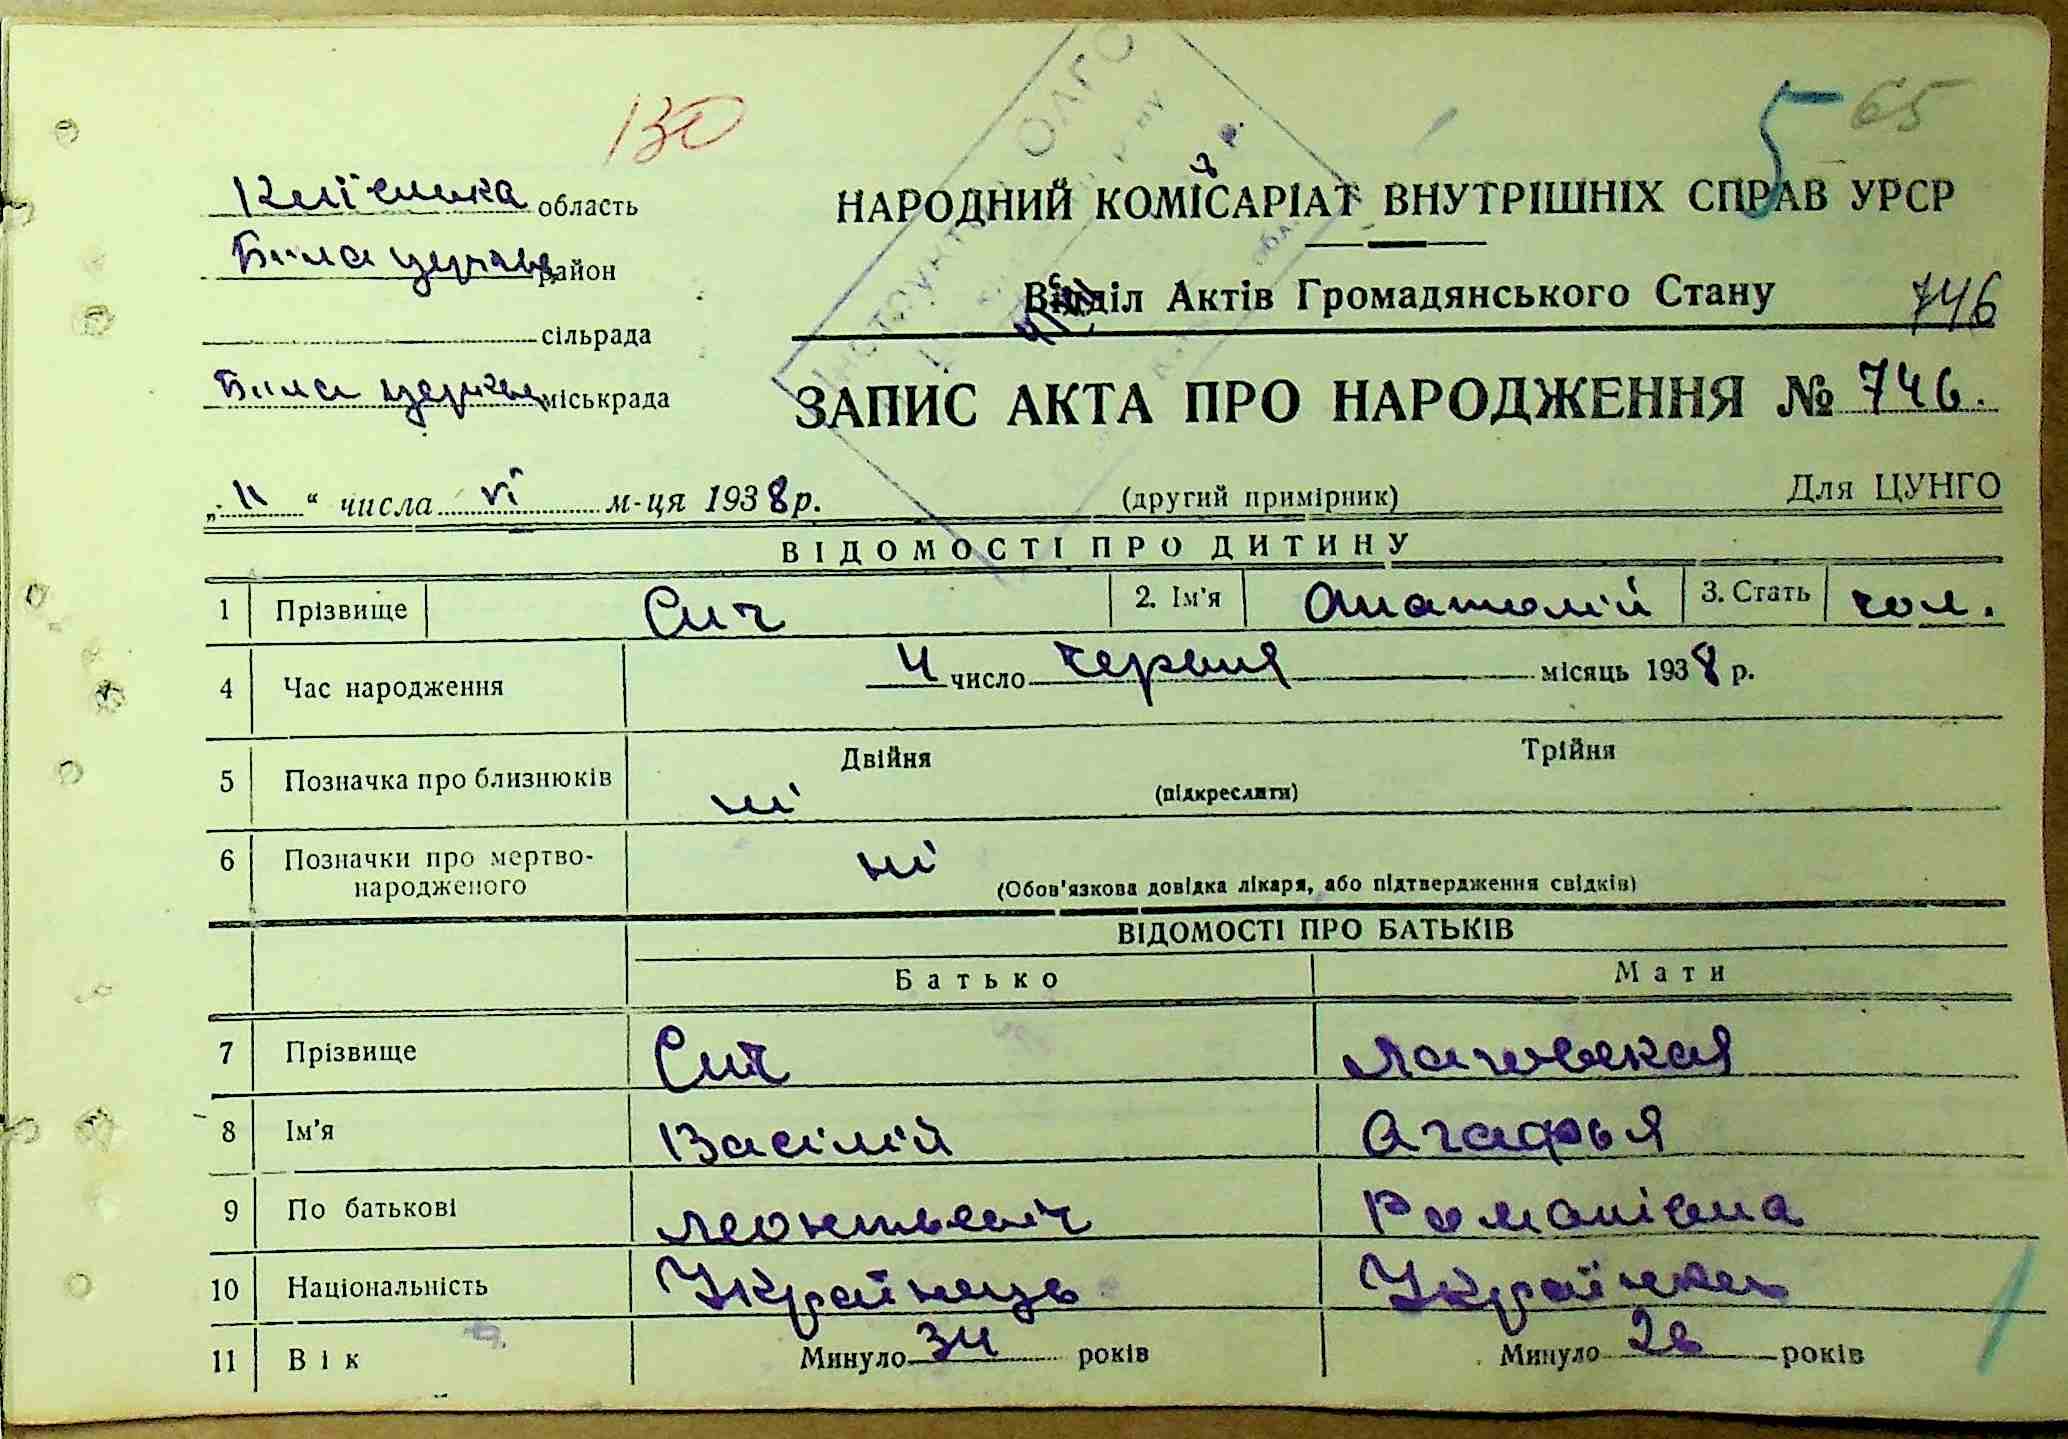 130
5 65
Київська область
НАРОДНИЙ КОМІСАРІАТ ВНУТРІШНІХ СПРАВ УРСР
Біла церква район
Відділ Актів Громадянського Стану 746
сільрада
Біла церква міськрада
ЗАПИС АКТА ПРО НАРОДЖЕННЯ № 746.
„11“ числа VI м-ця 1938 р. (другий примірник) Для ЦУНГО
ВІДОМОСТІ ПРО ДИТИНУ
1 Прізвище Сич 2. Ім'я Анатолій 3. Стать чол.
4 Час народження 4 число червня місяць 1938 р.
5 Позначка про близнюків ні Двійня (підкреслити) Трійня
6 Позначки про мертво-
народженого ні (Обов'язкова довідка лікаря, або підтвердження свідків)
ВІДОМОСТІ ПРО БАТЬКІВ
Батько Мати
7 Прізвище Сич
8 Ім'я Васілій Агафья
9 По батькові Леонтьевіч Романівна
10 Національність Українець Українка
11 Вік Минуло 34 років Минуло років